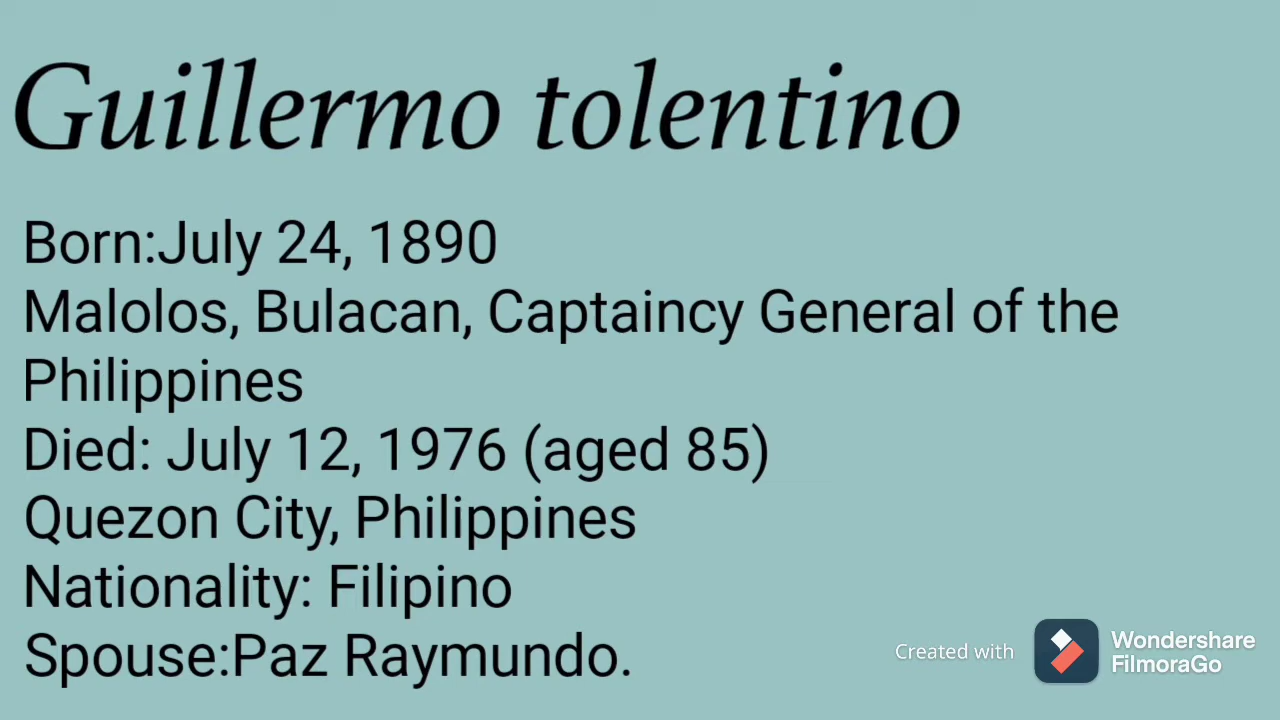 Guillermo tolentino
Born:July 24, 1890
Malolos, Bulacan, Captaincy General of the
Philippines
Died: July 12, 1976 (aged 85)
Quezon City, Philippines
Nationality: Filipino
Spouse:Paz Raymundo.
Created with
Wondershare
FilmoraGo